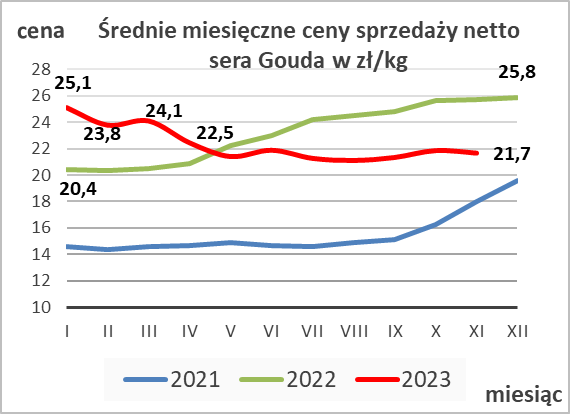 cena
Średnie miesięczne ceny sprzedaży netto
sera Gouda w zł/kg
28
26
24
22
20
18
16
14
12
10
25,1
23,8
24,1
22,5
20,4
25,8
21,7
I II III IV V VI VII VIII IX X XI XII
2021 2022 2023
miesiąc